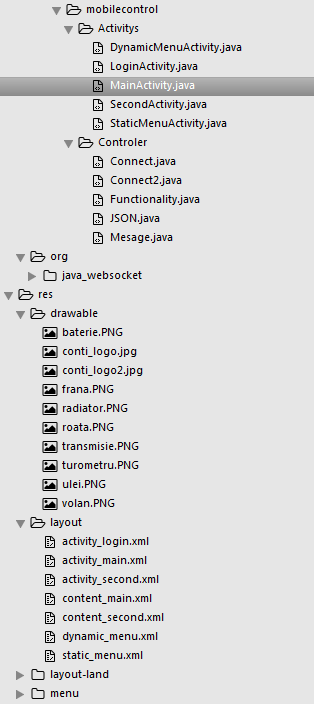 mobilecontrol
Activitys
DynamicMenuActivity.java
LoginActivity.java
MainActivity.java
SecondActivity.java
StaticMenuActivity.java
Controler
Connect.java
Connect2.java
Functionality.java
JSON.java
Mesage.java
org
java_websocket
res
drawable
baterie.PNG
conti_logo.jpg
conti_logo2.jpg
frana.PNG
radiator.PNG
roata.PNG
transmisie.PNG
turometru.PNG
ulei.PNG
volan.PNG
layout
activity_login.xml
activity_main.xml
activity_second.xml
content_main.xml
content_second.xml
dynamic_menu.xml
static_menu.xml
layout-land
menu